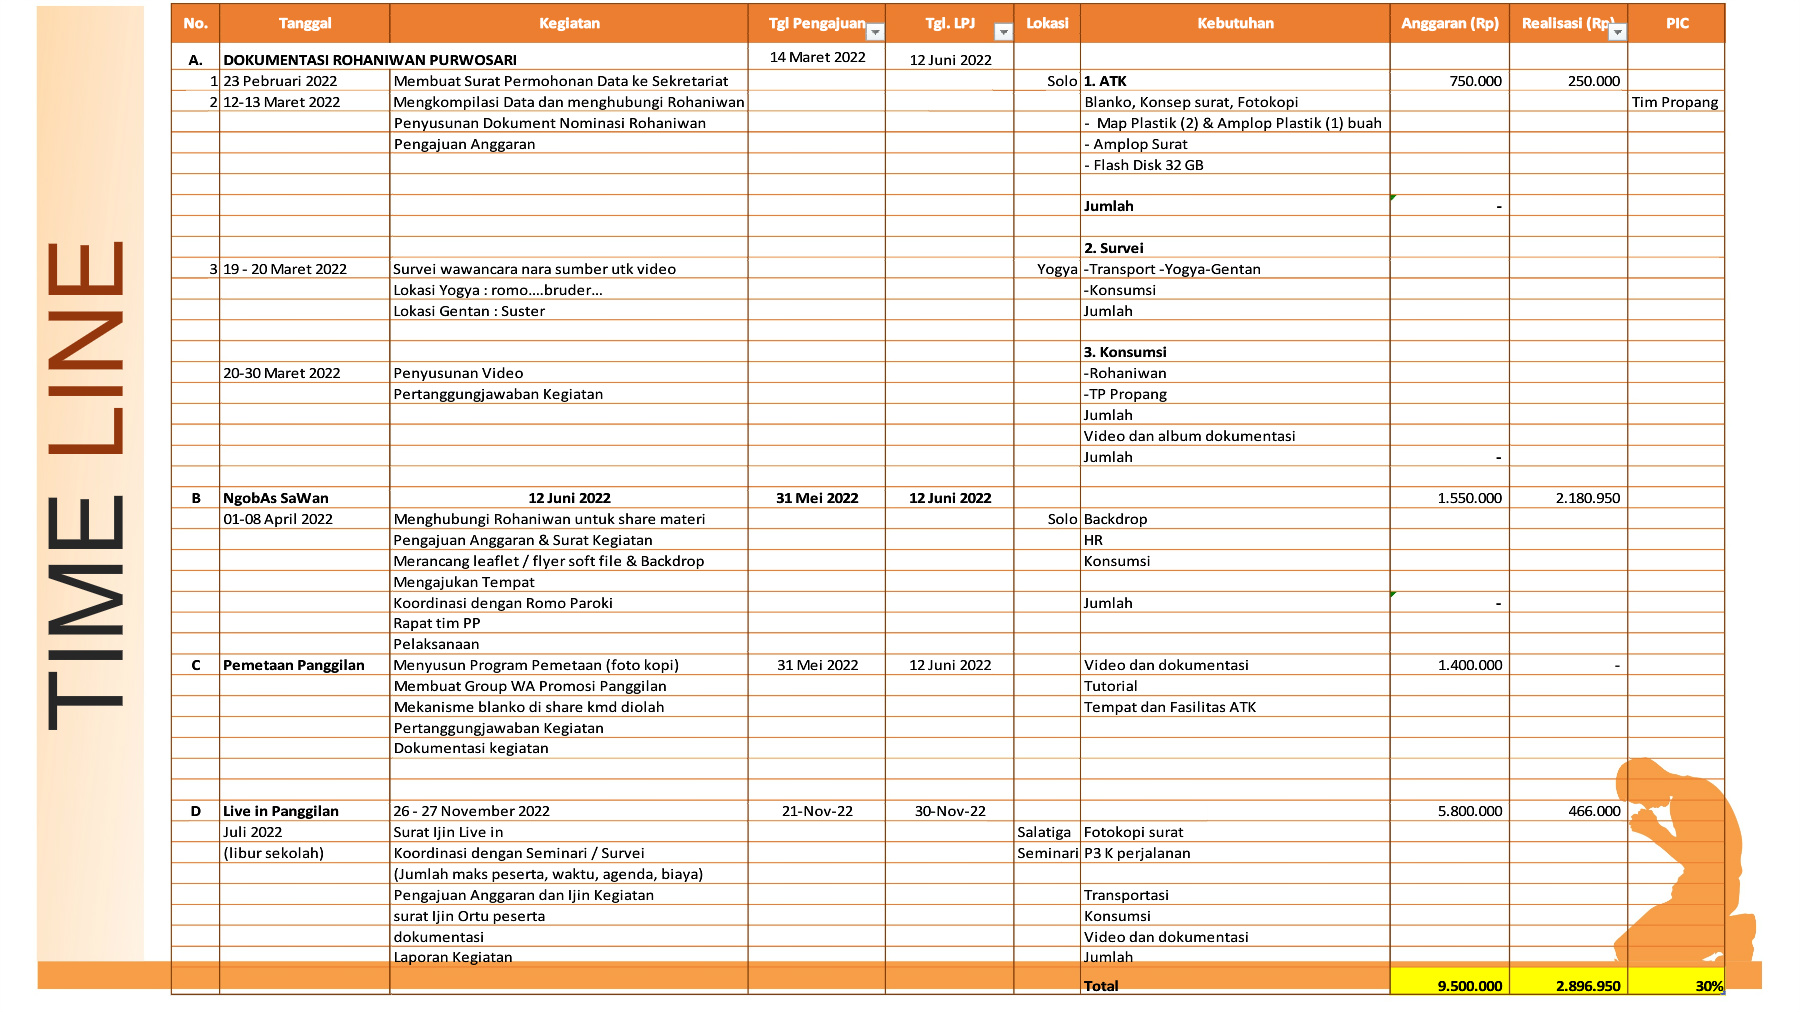 TIME LINE
No. Tanggal Kegiatan Tgl Pengajuan Tgl. LPJ Lokasi Kebutuhan Anggaran (Rp) Realisasi (Rp) PIC
A. DOKUMENTASI ROHANIWAN PURWOSARI 14 Maret 2022 12 Juni 2022
1 23 Pebruari 2022 Membuat Surat Permohonan Data ke Sekretariat Solo 1. ATK 750.000 250.000
2 12-13 Maret 2022 Mengkompilasi Data dan menghubungi Rohaniwan Blanko, Konsep surat, Fotokopi Tim Propang
Penyusunan Dokument Nominasi Rohaniwan - Map Plastik (2) & Amplop Plastik (1) buah
Pengajuan Anggaran - Amplop Surat
- Flash Disk 32 GB
Jumlah -
2. Survei
3 19 - 20 Maret 2022 Survei wawancara nara sumber utk video Yogya -Transport -Yogya-Gentan
Lokasi Yogya : romo....bruder... -Konsumsi
Lokasi Gentan : Suster Jumlah
3. Konsumsi
20-30 Maret 2022 Penyusunan Video -Rohaniwan
Pertanggungjawaban Kegiatan -TP Propang
Jumlah
Video dan album dokumentasi
Jumlah -
B NgobAs SaWan 12 Juni 2022 31 Mei 2022 12 Juni 2022 1.550.000 2.180.950
01-08 April 2022 Menghubungi Rohaniwan untuk share materi Solo Backdrop
Pengajuan Anggaran & Surat Kegiatan HR
Merancang leaflet / flyer soft file & Backdrop Konsumsi
Mengajukan Tempat
Koordinasi dengan Romo Paroki Jumlah -
Rapat tim PP
Pelaksanaan
C Pemetaan Panggilan Menyusun Program Pemetaan (foto kopi) 31 Mei 2022 12 Juni 2022 Video dan dokumentasi 1.400.000 -
Membuat Group WA Promosi Panggilan Tutorial
Mekanisme blanko di share kmd diolah Tempat dan Fasilitas ATK
Pertanggungjawaban Kegiatan
Dokumentasi kegiatan
D Live in Panggilan 26 - 27 November 2022 21-Nov-22 30-Nov-22 5.800.000 466.000
Juli 2022 Surat Ijin Live in Salatiga Fotokopi surat
(libur sekolah) Koordinasi dengan Seminari / Survei Seminari P3 K perjalanan
(Jumlah maks peserta, waktu, agenda, biaya)
Pengajuan Anggaran dan Ijin Kegiatan Transportasi
surat Ijin Ortu peserta Konsumsi
dokumentasi Video dan dokumentasi
Laporan Kegiatan Jumlah
Total 9.500.000 2.896.950 30%